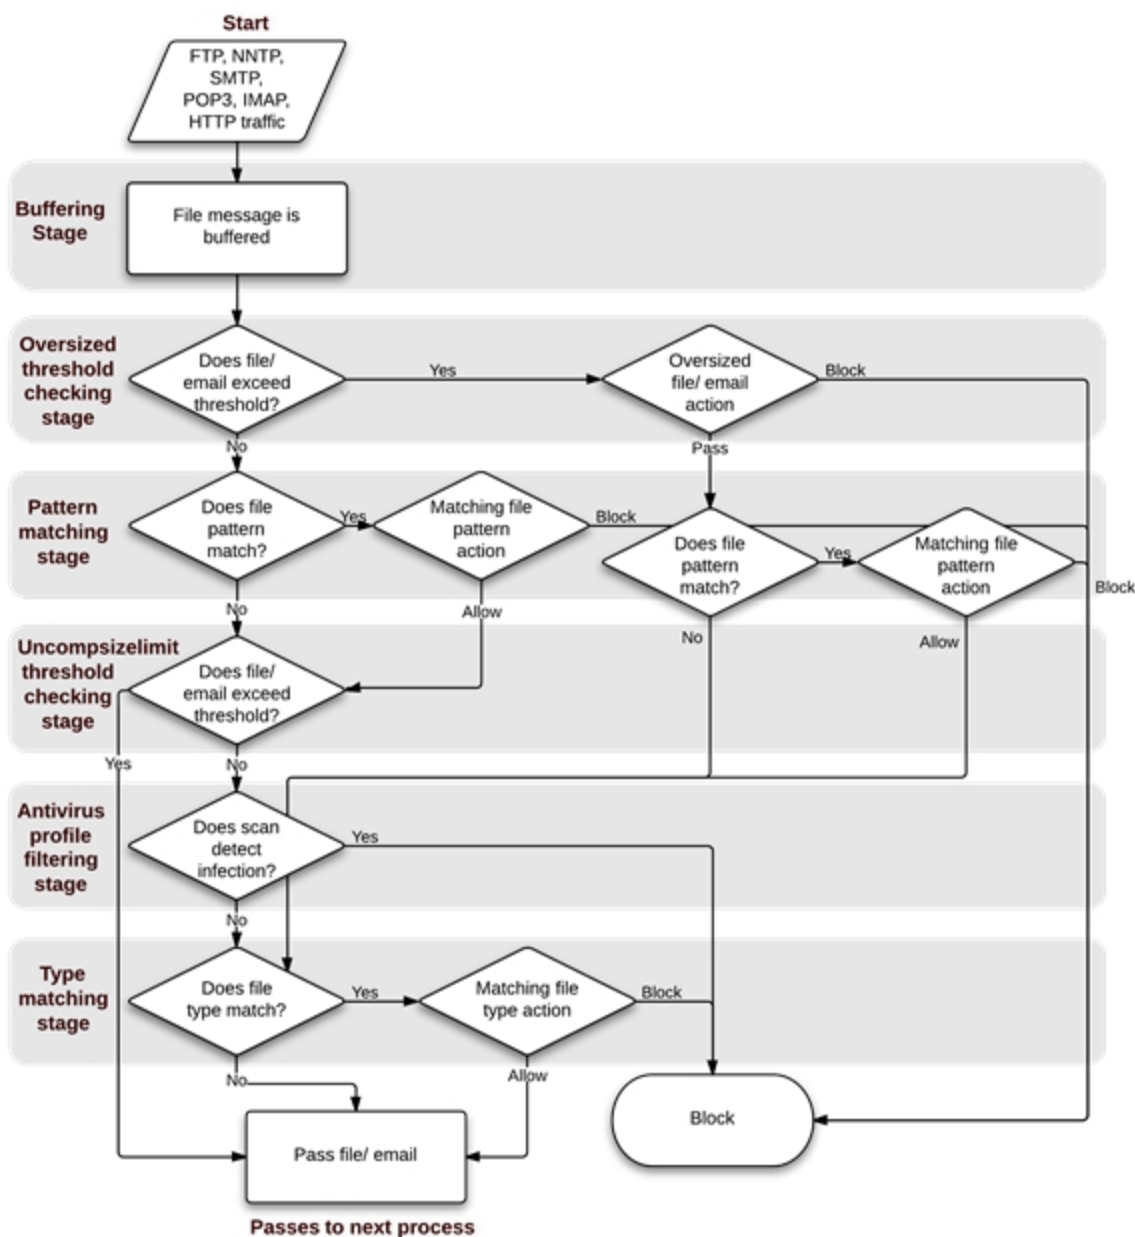 Start
FTP, NNTP,
SMTP,
POP3, IMAP,
HTTP traffic
Buffering
Stage
File message is
buffered
Oversized
threshold
checking
stage
Does file/
email exceed
threshold?
Yes
Oversized
file/ email
action
Block
No
Pass
Pattern
matching
stage
Does file
pattern
match?
Yes
Matching file
pattern
action
Block
Does file
pattern
match?
Yes
Matching file
pattern
action
Block
No
Allow
No
Allow
Uncompsizelimit
threshold
checking
stage
Does file/
email exceed
threshold?
Yes
No
Antivirus
profile
filtering
stage
Does scan
detect
infection?
Yes
No
Type
matching
stage
Does file
type match?
Yes
Matching file
type action
Block
No
Allow
Pass file/ email
Block
Passes to next process